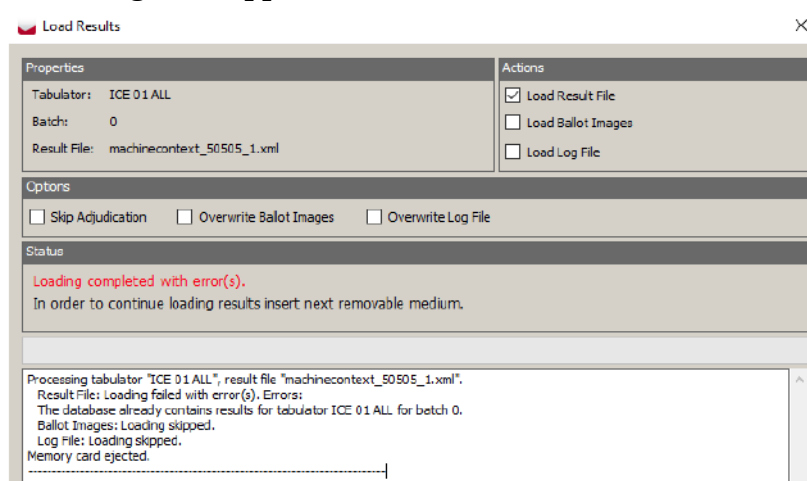 Load Results
Properties
Actions
Tabulator: ICE 01 ALL
Load Result File
Batch: 0
Load Ballot Images
Result File: machinecontext_50505_1.xml
Load Log File
Options
Skip Adjudication Overwrite Ballot Images Overwrite Log File
Status
Loading completed with error(s).
In order to continue loading results insert next removable medium.
Processing tabulator "ICE 01 ALL", result file "machinecontext_50505_1.xml".
Result File: Loading failed with error(s). Errors:
The database already contains results for tabulator ICE 01 ALL for batch 0.
Ballot Images: Loading skipped.
Log File: Loading skipped.
Memory card ejected.